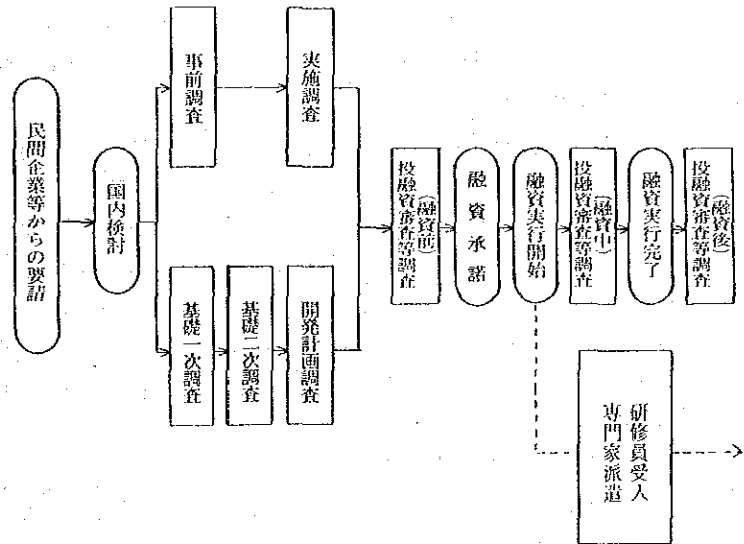 民間企業等からの要請
国内検討
事前調査
実施調査
基礎一次調査
基礎二次調査
開発計画調査
投融資審査等調査
(融資前)
融資承諾
融資実行開始
投融資審査等調査
(融資中)
融資実行完了
投融資審査等調査
(融資後)
研修員受入
専門家派遣